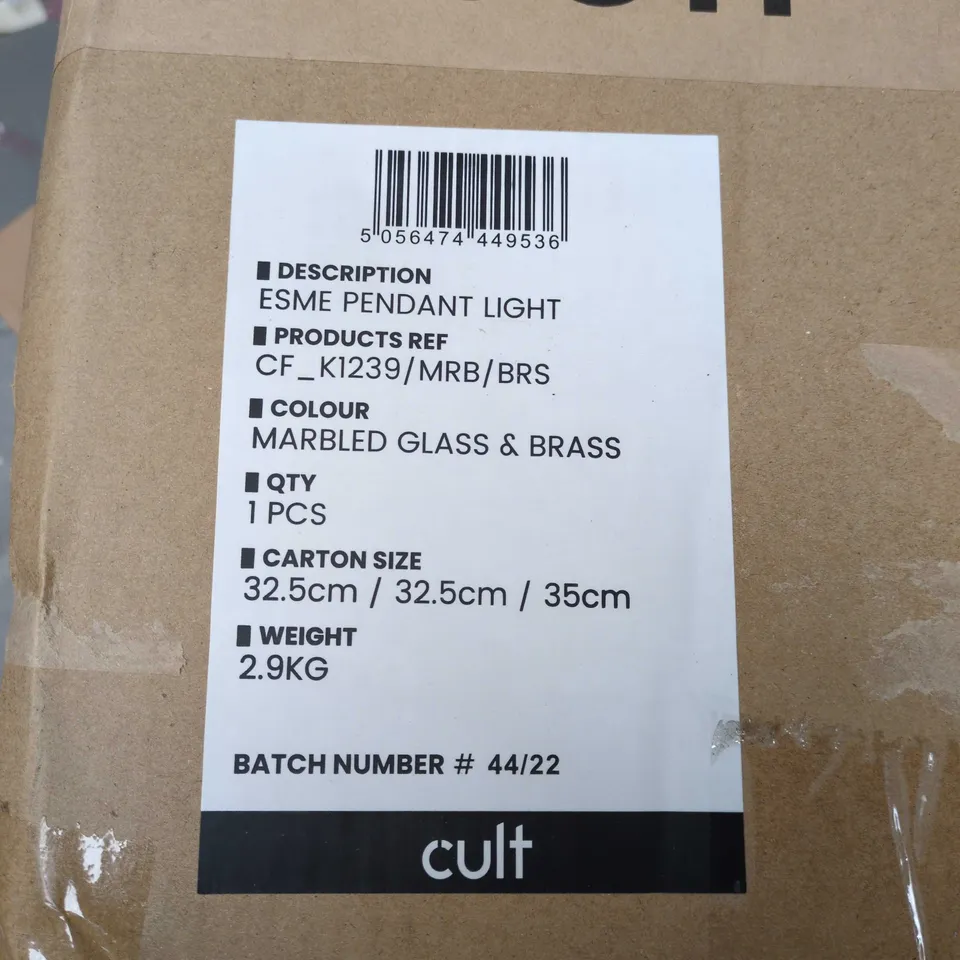 5 056474 449536
DESCRIPTION
ESME PENDANT LIGHT
PRODUCTS REF
CF_K1239/MRB/BRS
COLOUR
MARBLED GLASS & BRASS
QTY
1 PCS
CARTON SIZE
32.5cm / 32.5cm / 35cm
WEIGHT
2.9KG
BATCH NUMBER # 44/22
cult